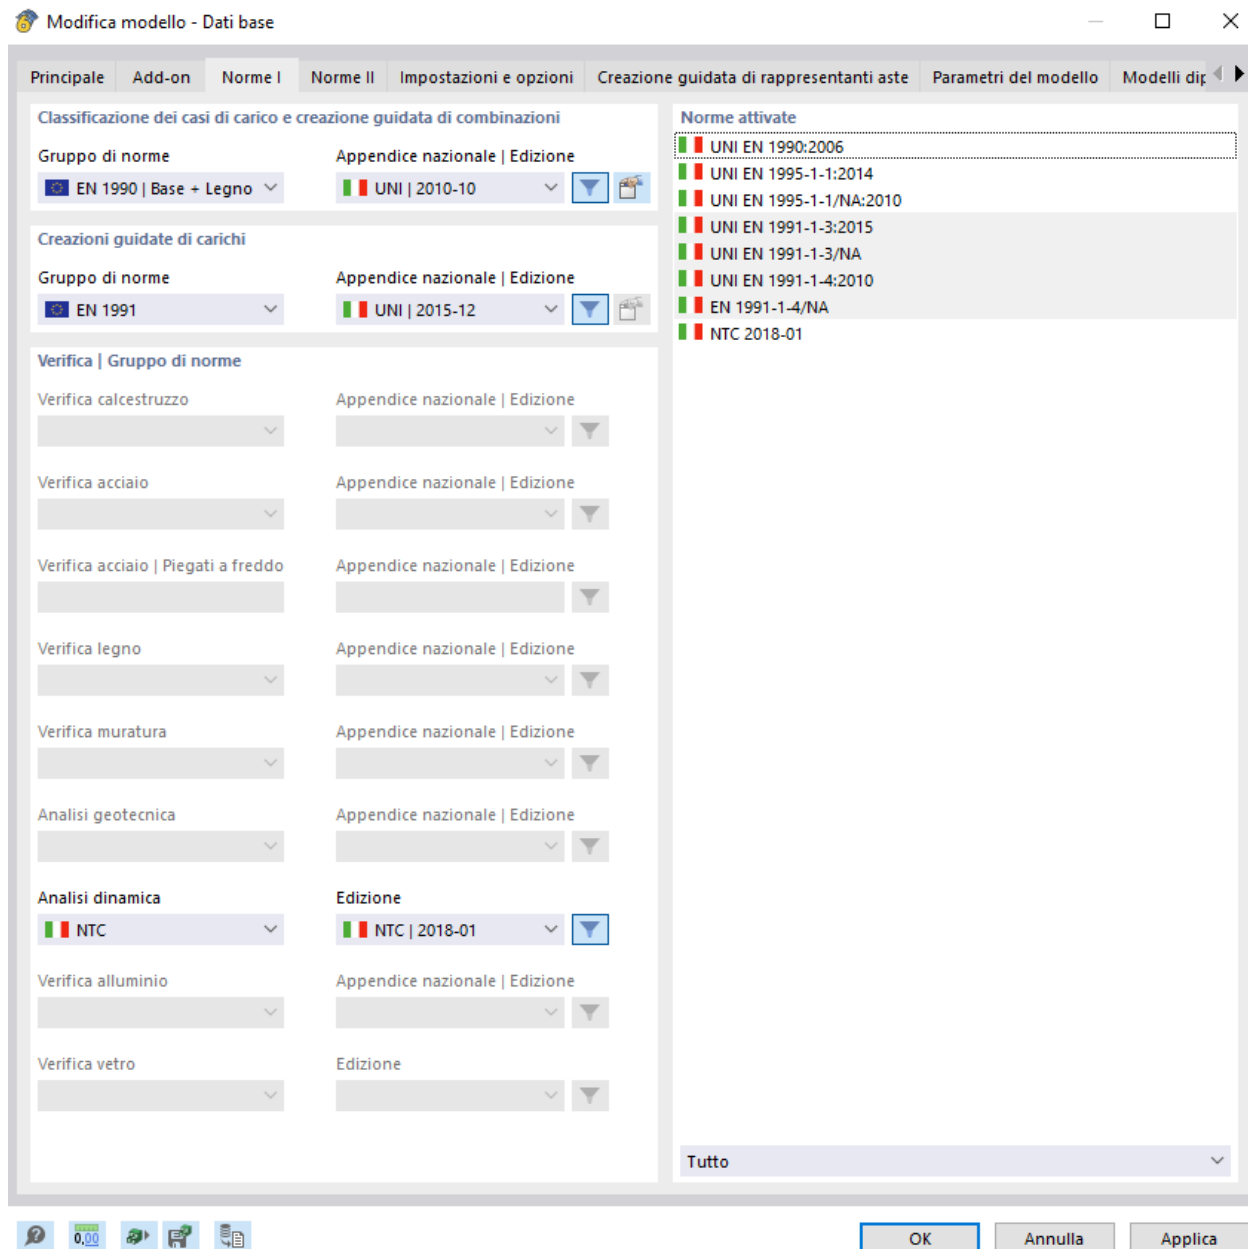 Modifica modello - Dati base
Principale Add-on Norme I Norme II Impostazioni e opzioni Creazione guidata di rappresentanti aste Parametri del modello Modelli dip
Classificazione dei casi di carico e creazione guidata di combinazioni
Gruppo di norme Appendice nazionale | Edizione
EN 1990 | Base + Legno UNI | 2010-10
Creazioni guidate di carichi
Gruppo di norme Appendice nazionale | Edizione
EN 1991 UNI | 2015-12
Verifica | Gruppo di norme
Verifica calcestruzzo Appendice nazionale | Edizione
Verifica acciaio Appendice nazionale | Edizione
Verifica acciaio | Piegati a freddo Appendice nazionale | Edizione
Verifica legno Appendice nazionale | Edizione
Verifica muratura Appendice nazionale | Edizione
Analisi geotecnica Appendice nazionale | Edizione
Analisi dinamica Edizione
NTC NTC | 2018-01
Verifica alluminio Appendice nazionale | Edizione
Verifica vetro Edizione
Norme attivate
UNI EN 1990:2006
UNI EN 1995-1-1:2014
UNI EN 1995-1-1/NA:2010
UNI EN 1991-1-3:2015
UNI EN 1991-1-3/NA
UNI EN 1991-1-4:2010
EN 1991-1-4/NA
NTC 2018-01
Tutto
0,00
OK Annulla Applica